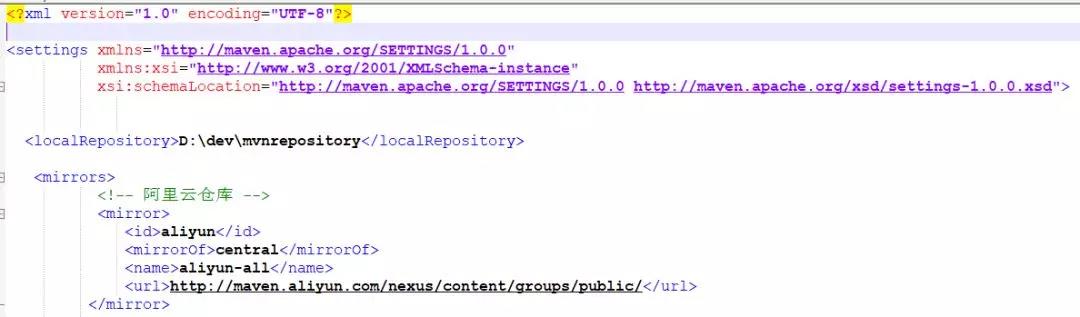 <?xml version="1.0" encoding="UTF-8"?>
<settings xmlns="http://maven.apache.org/SETTINGS/1.0.0"
xmlns:xsi="http://www.w3.org/2001/XMLSchema-instance"
xsi:schemaLocation="http://maven.apache.org/SETTINGS/1.0.0 http://maven.apache.org/xsd/settings-1.0.0.xsd">
<localRepository>D:\dev\mvnrepository</localRepository>
<mirrors>
<!-- 阿里云仓库 -->
<mirror>
<id>aliyun</id>
<mirrorOf>central</mirrorOf>
<name>aliyun-all</name>
<url>http://maven.aliyun.com/nexus/content/groups/public/</url>
</mirror>